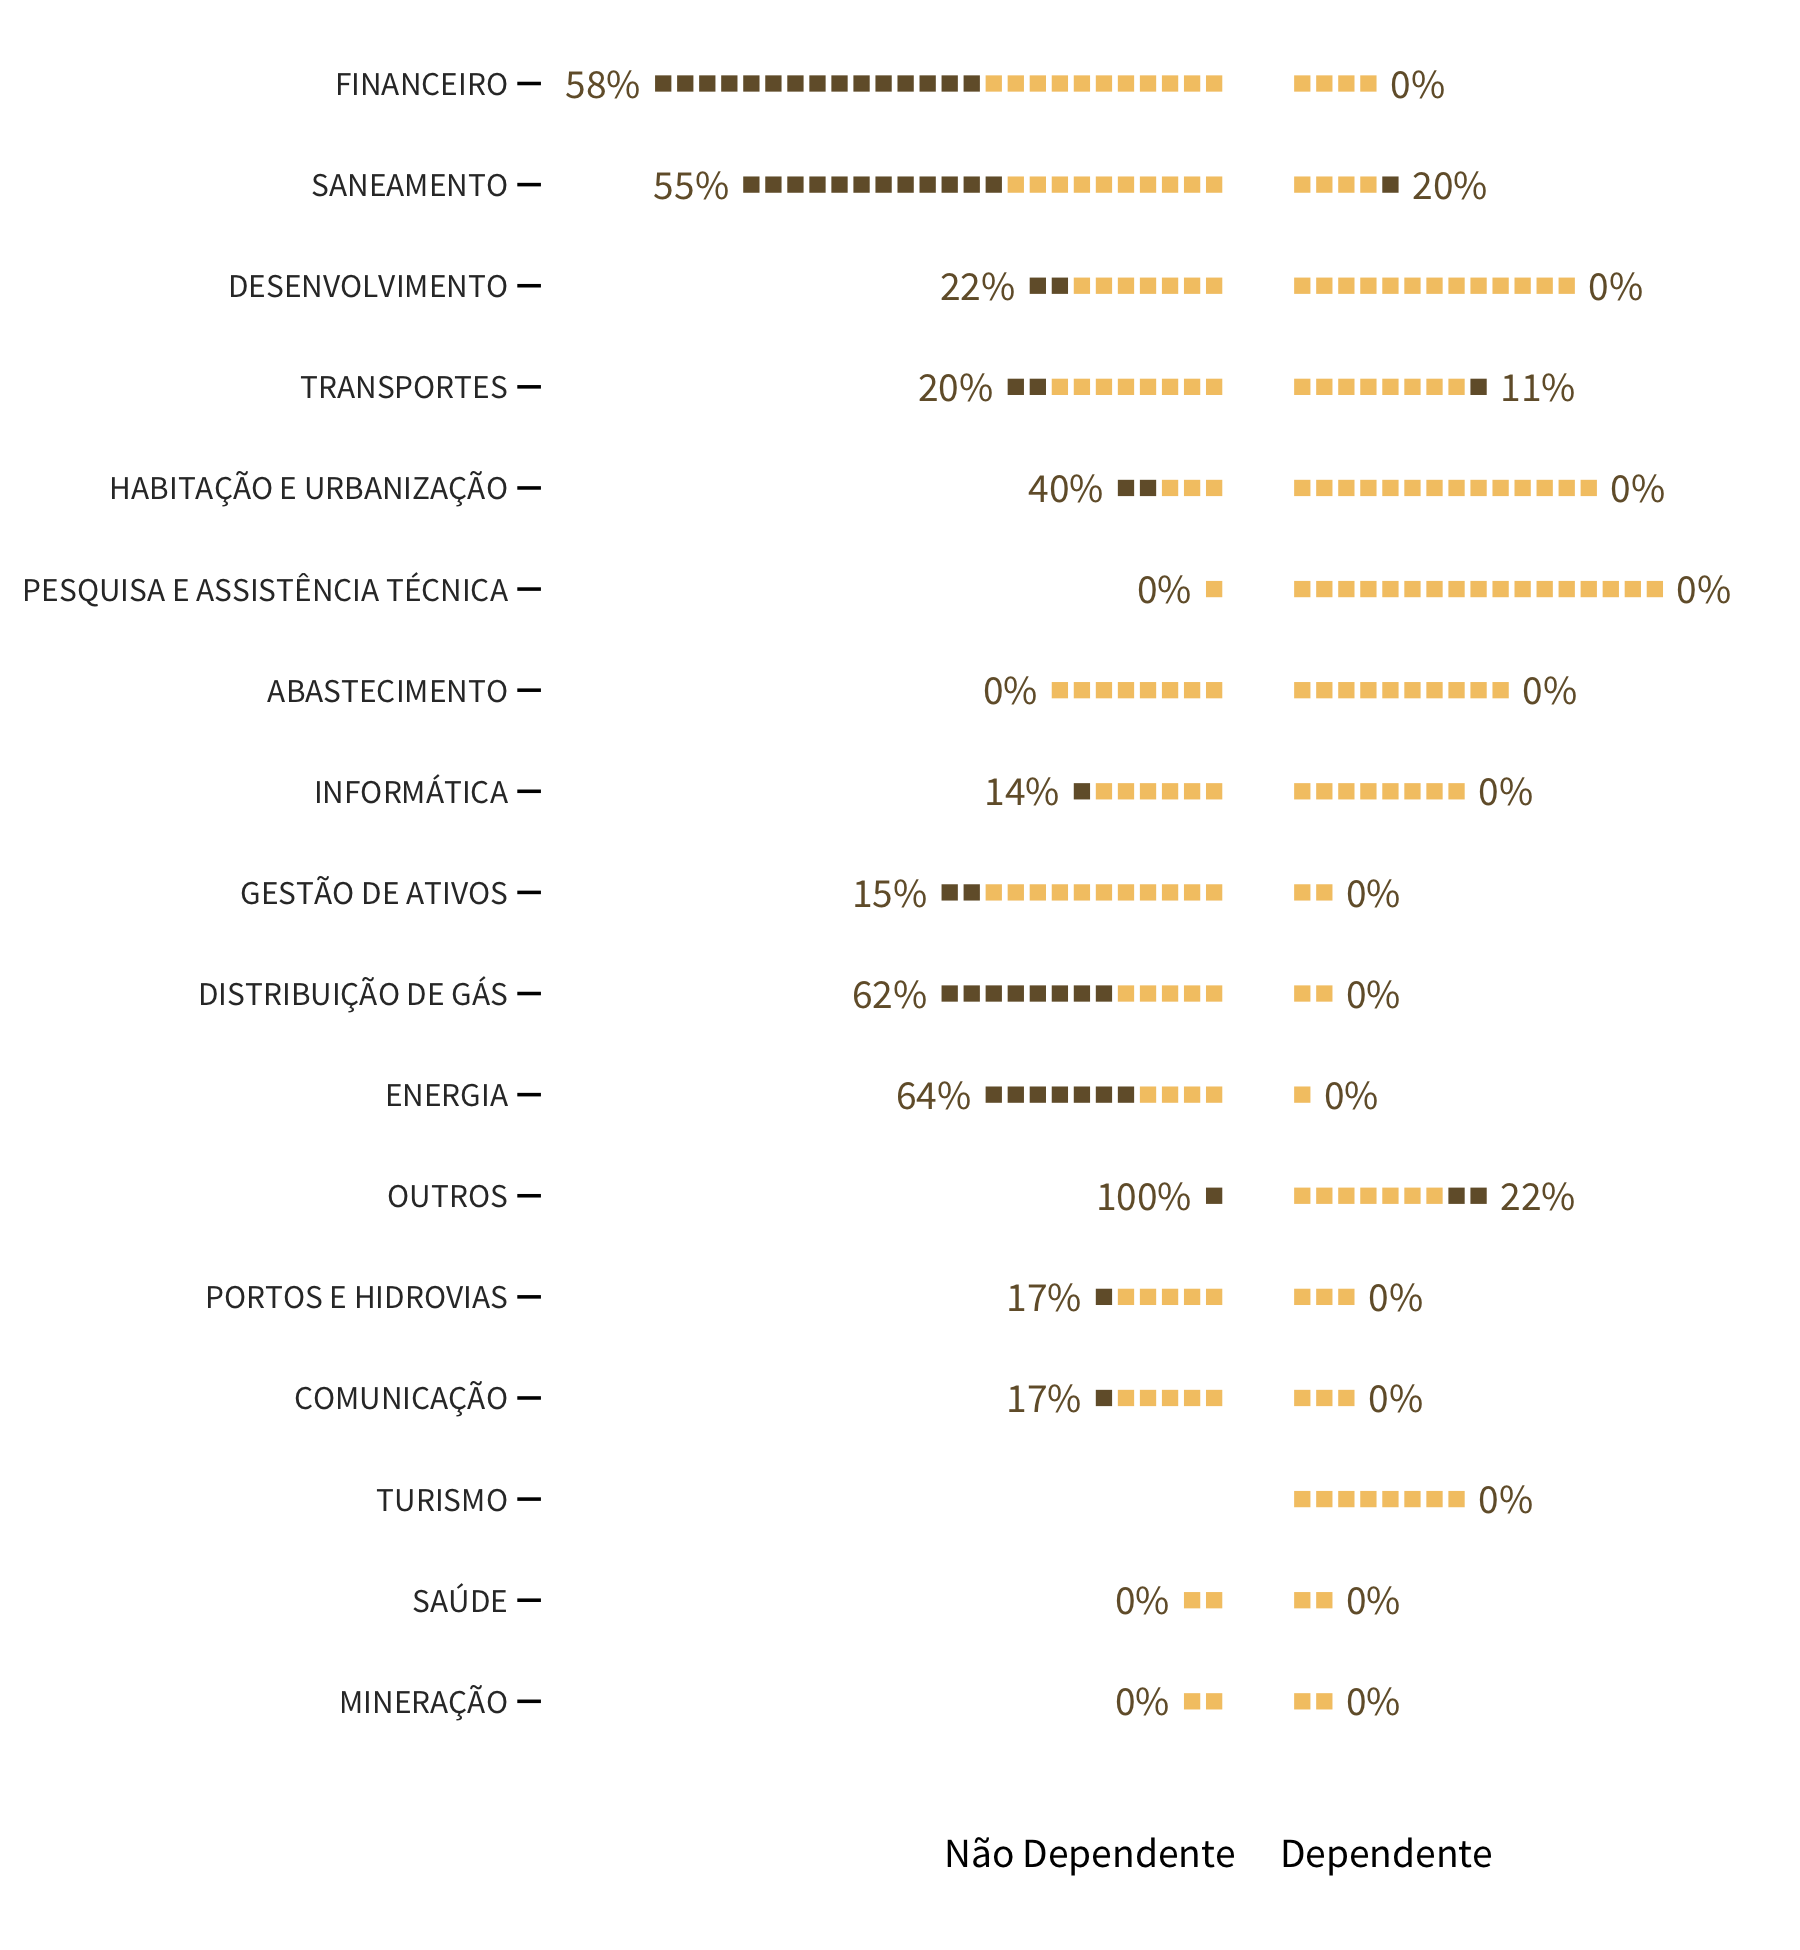 FINANCEIRO 58% 0%
SANEAMENTO 55% 20%
DESENVOLVIMENTO 22% 0%
TRANSPORTES 20% 11%
HABITAÇÃO E URBANIZAÇÃO 40% 0%
PESQUISA E ASSISTÊNCIA TÉCNICA 0% 0%
ABASTECIMENTO 0% 0%
INFORMÁTICA 14% 0%
GESTÃO DE ATIVOS 15% 0%
DISTRIBUIÇÃO DE GÁS 62% 0%
ENERGIA 64% 0%
OUTROS 100% 22%
PORTOS E HIDROVIAS 17% 0%
COMUNICAÇÃO 17% 0%
TURISMO 0%
SAÚDE 0% 0%
MINERAÇÃO 0% 0%
Não Dependente Dependente